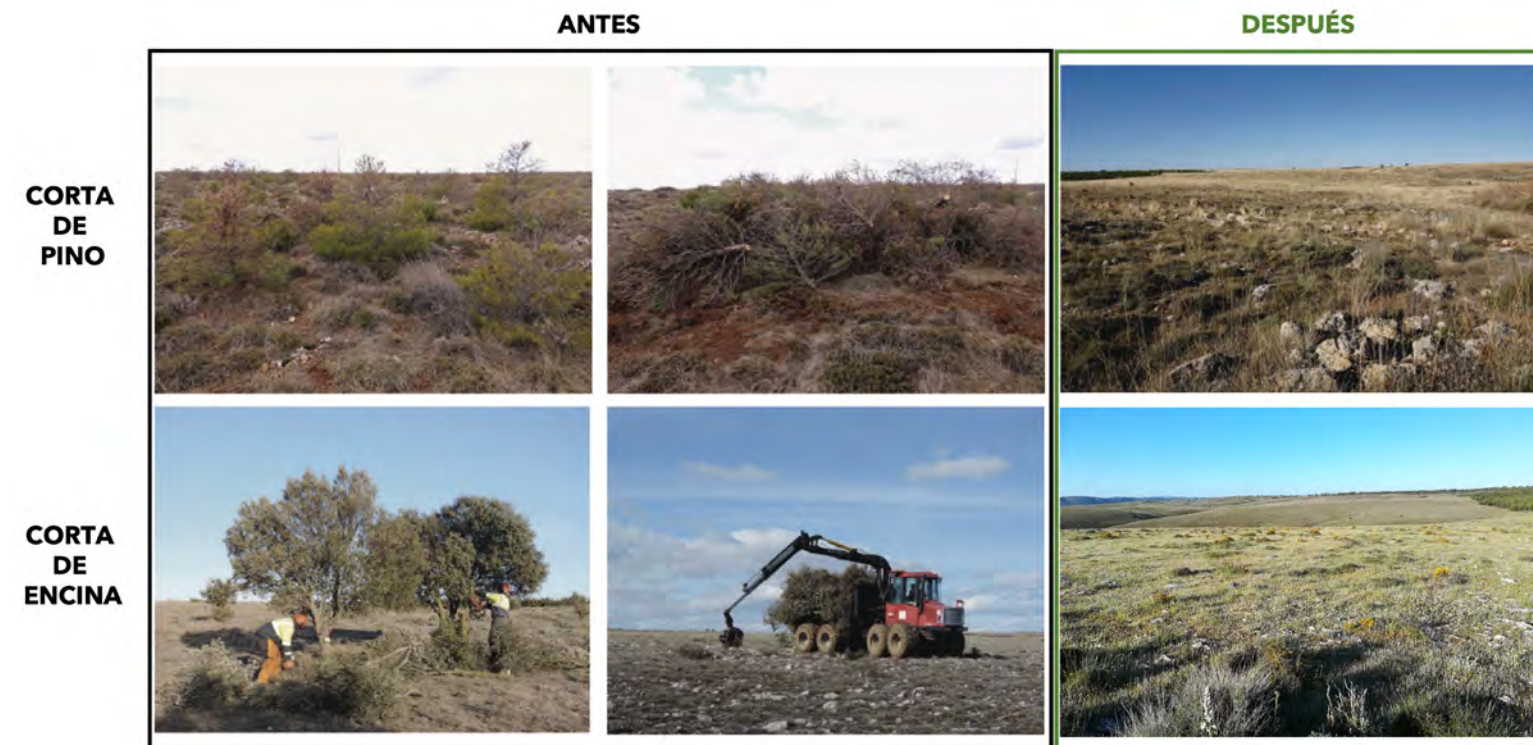 ANTES
DESPUÉS
CORTA
DE
PINO
CORTA
DE
ENCINA